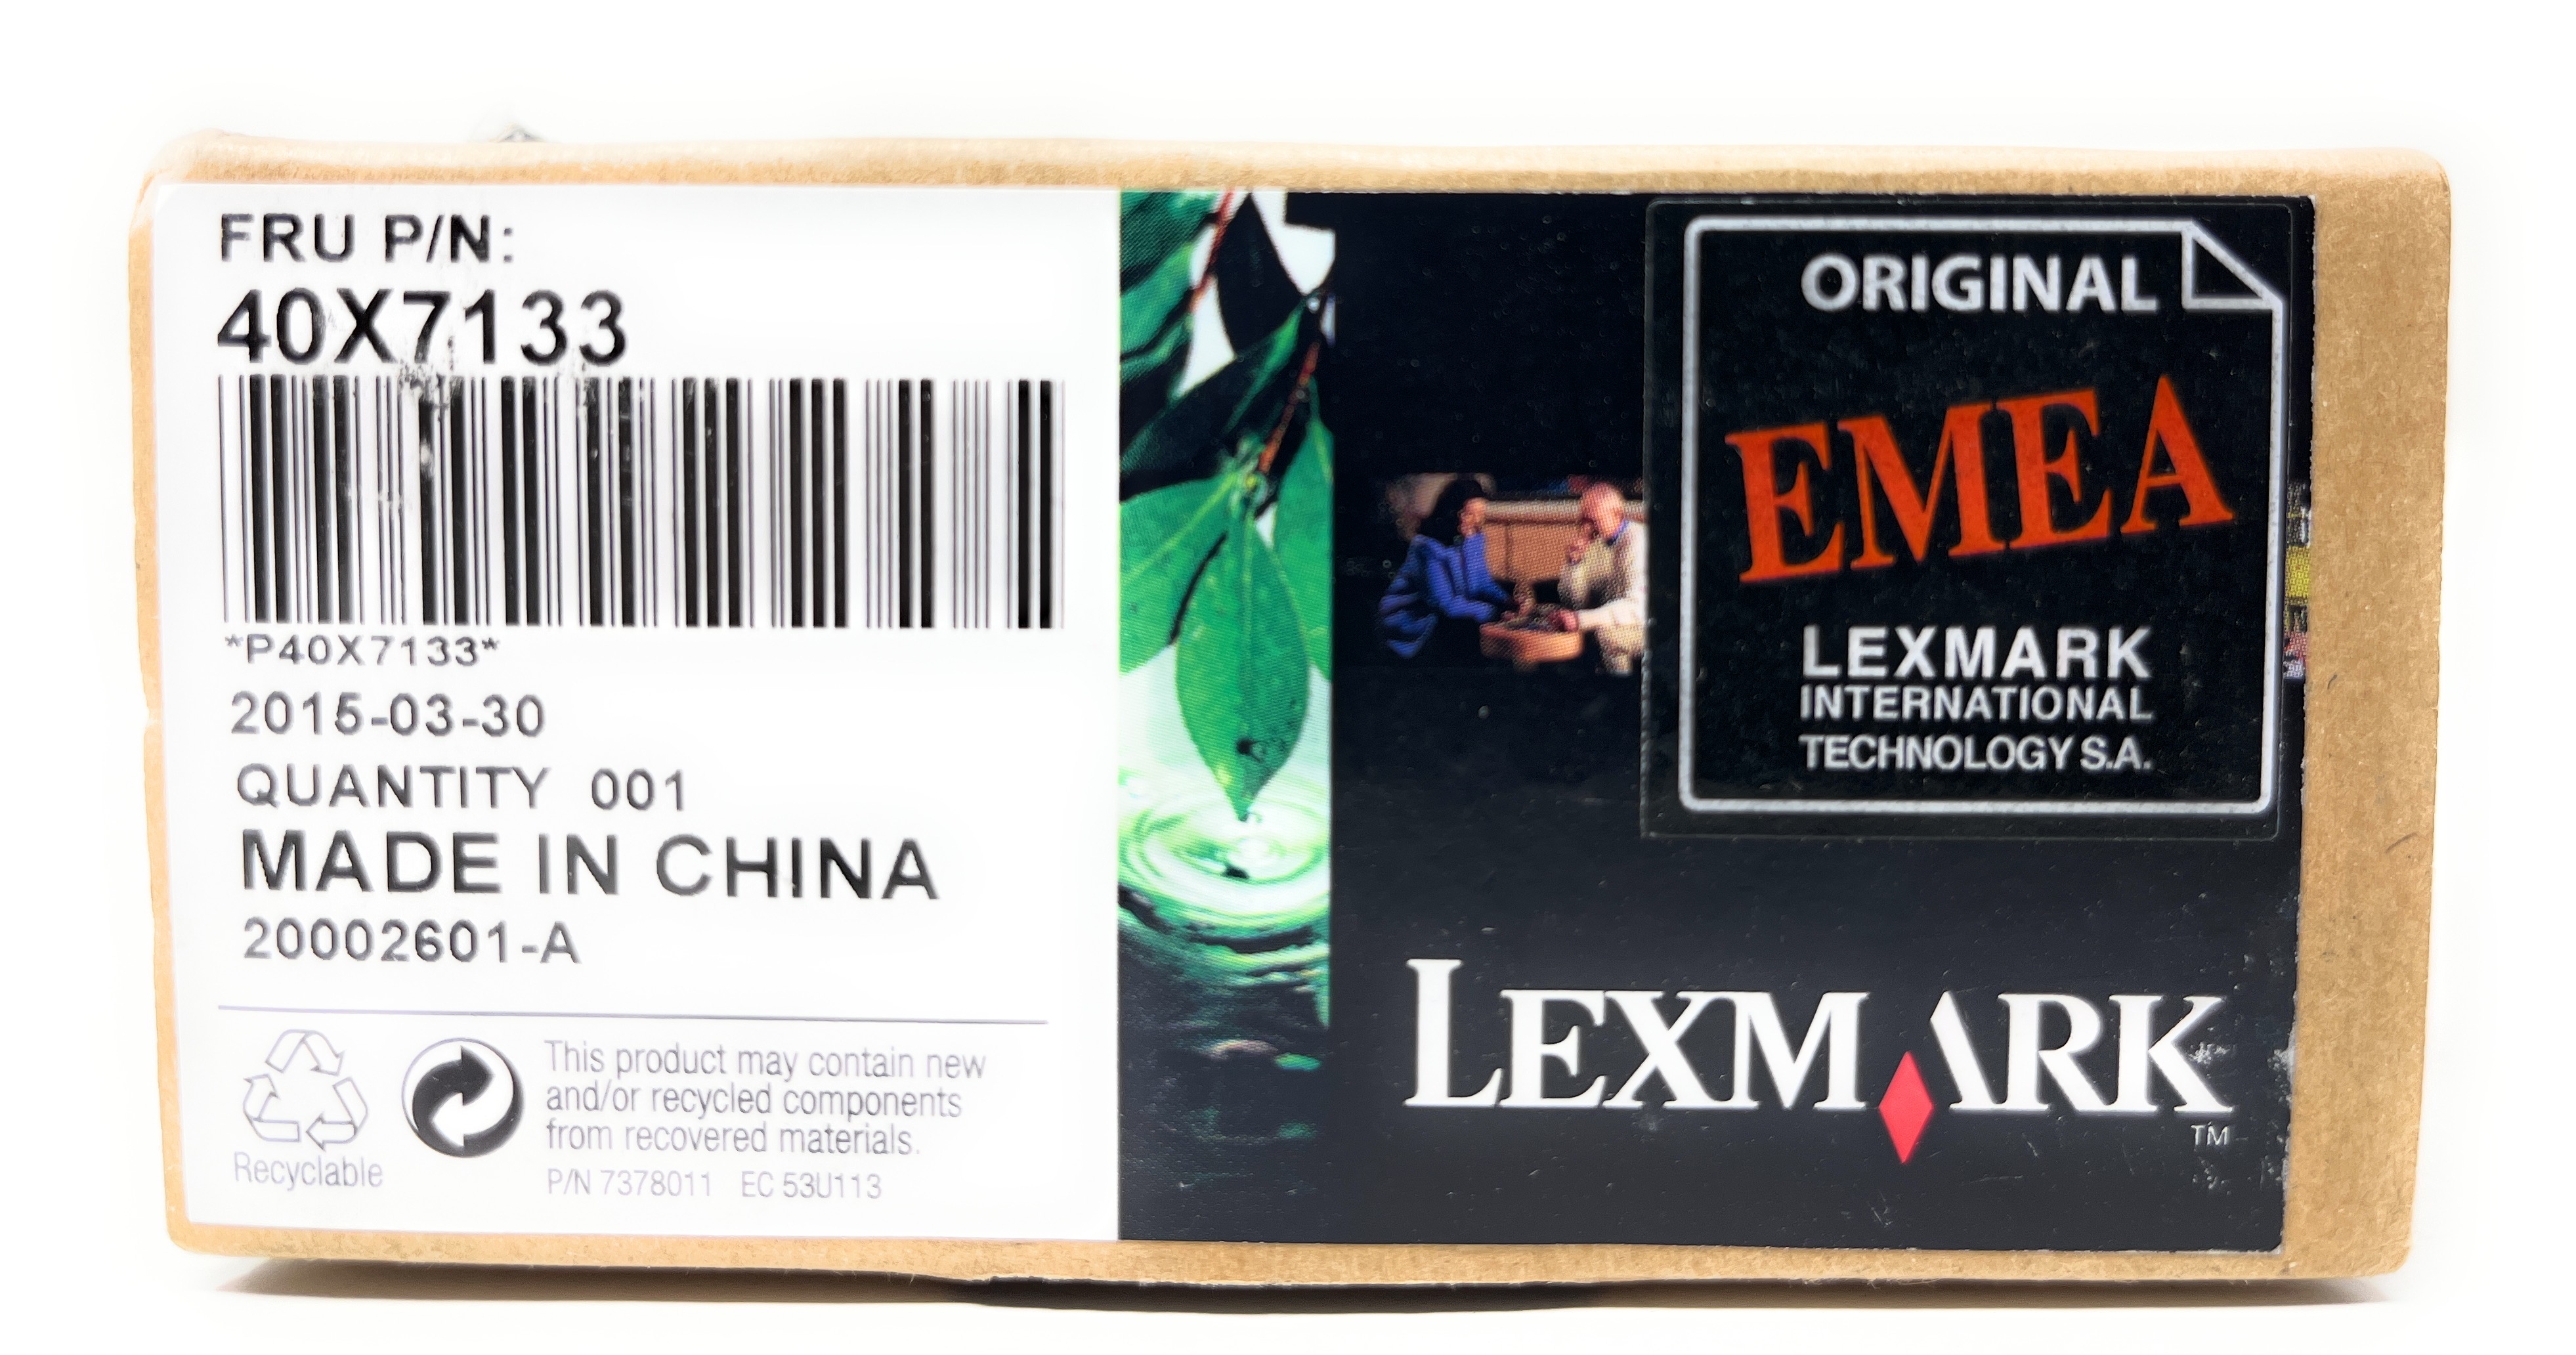 FRU P/N:
40X7133
*P40X7133*
2015-03-30
QUANTITY 001
MADE IN CHINA
20002601-A
Recyclable
This product may contain new
and/or recycled components
from recovered materials.
P/N 7378011 EC 53U113
ORIGINAL
EMEA
LEXMARK
INTERNATIONAL
TECHNOLOGY S.A.
LEXMARK
TM